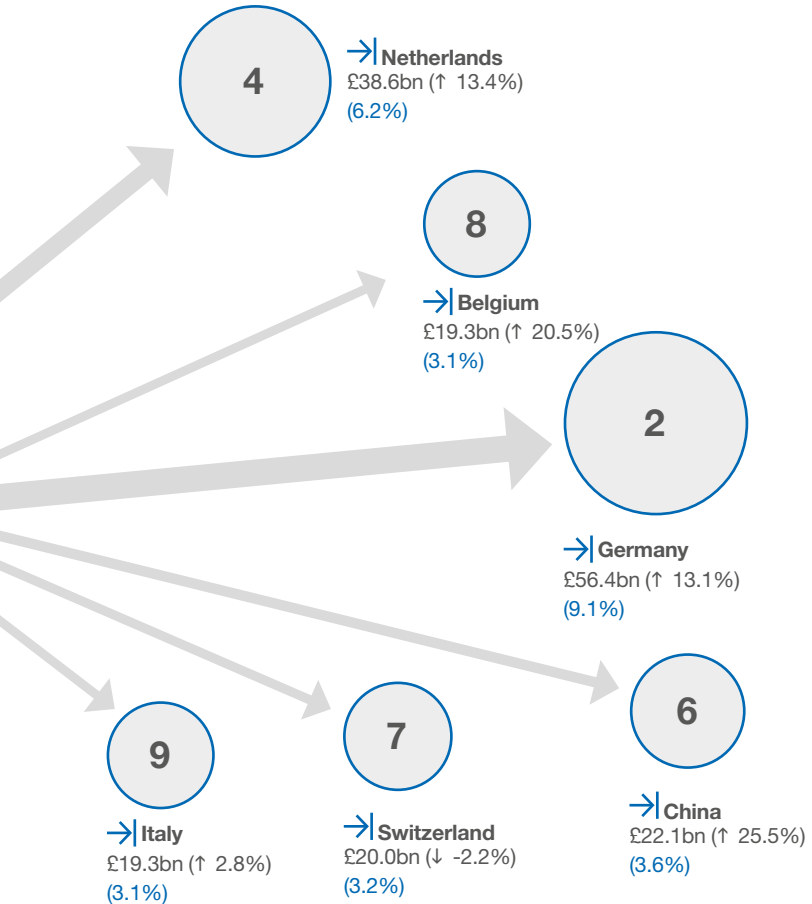 4
Netherlands
£38.6bn (↑ 13.4%)
(6.2%)
8
Belgium
£19.3bn (↑ 20.5%)
(3.1%)
2
Germany
£56.4bn (↑ 13.1%)
(9.1%)
9
Italy
£19.3bn (↑ 2.8%)
(3.1%)
7
Switzerland
£20.0bn (↓ -2.2%)
(3.2%)
6
China
£22.1bn (↑ 25.5%)
(3.6%)